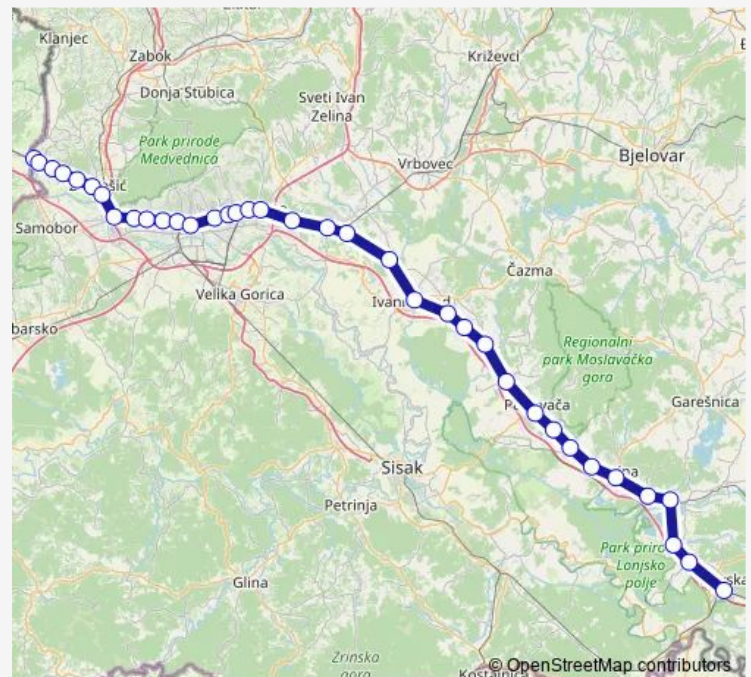 Klanjec
Zabok
Križevci
Donja Stubica
Sveti Ivan
Zelina
Park prirode
Medvednica
Vrbovec
Bjelovar
Samobor
Čazma
Velika Gorica
Regionalni
park Moslavačka
gora
Garešnica
Sisak
Petrinja
Park
Lonjsko
polje
Glina
Zrinska
gora
Kostajnica
© OpenStreetMap contributors